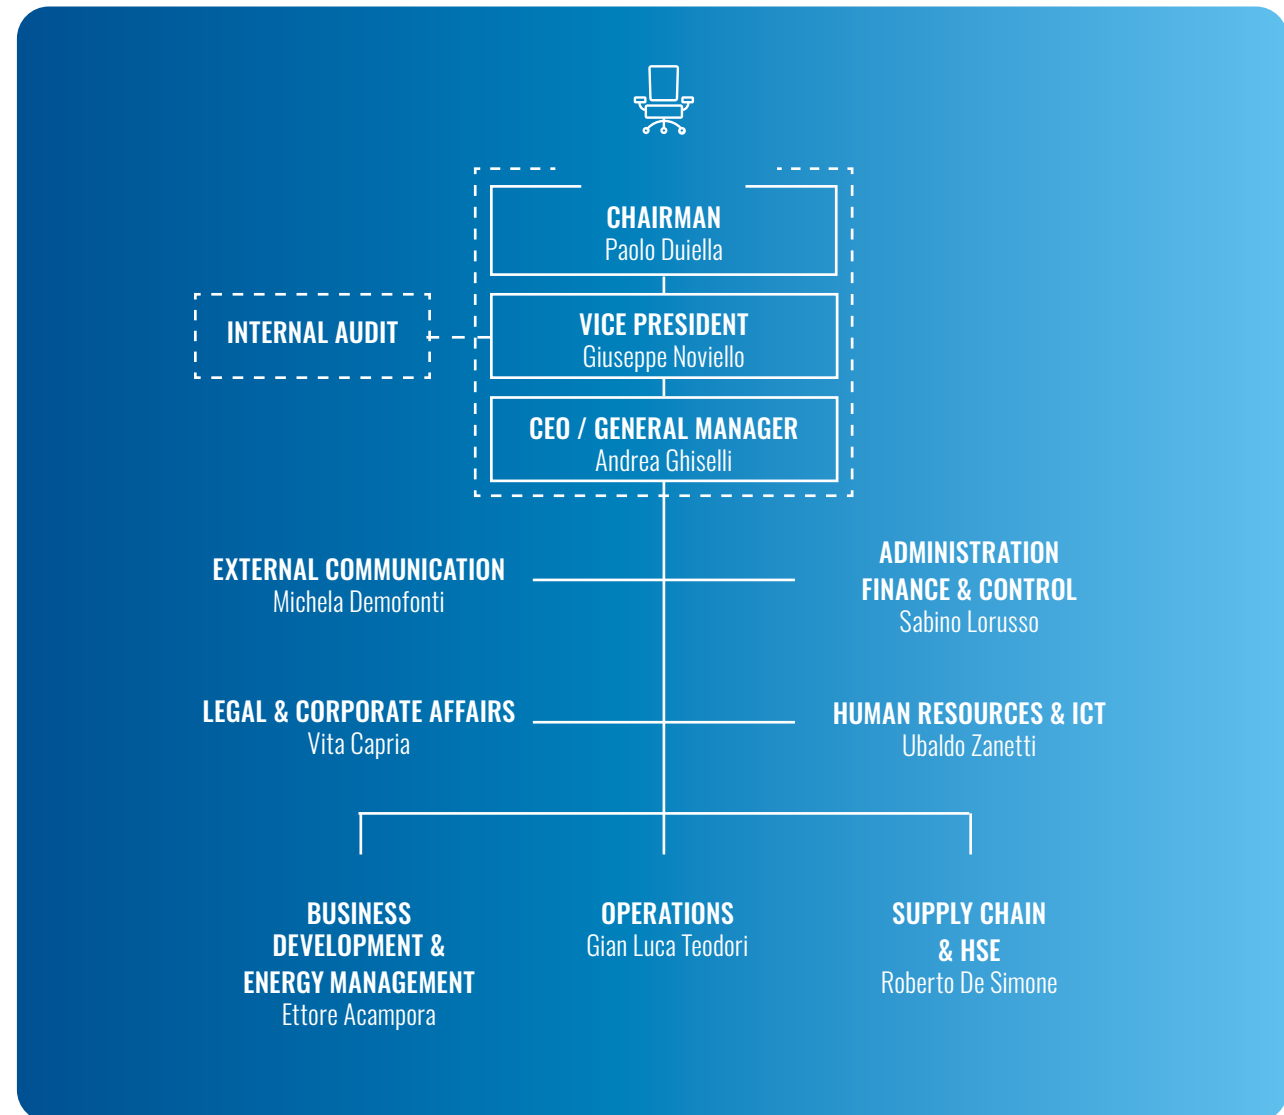 CHAIRMAN
Paolo Duiella
INTERNAL AUDIT
VICE PRESIDENT
Giuseppe Noviello
CEO / GENERAL MANAGER
Andrea Ghiselli
EXTERNAL COMMUNICATION
Michela Demofonti
ADMINISTRATION
FINANCE & CONTROL
Sabino Lorusso
LEGAL & CORPORATE AFFAIRS
Vita Capria
HUMAN RESOURCES & ICT
Ubaldo Zanetti
BUSINESS
DEVELOPMENT &
ENERGY MANAGEMENT
Ettore Acampora
OPERATIONS
Gian Luca Teodori
SUPPLY CHAIN
& HSE
Roberto De Simone